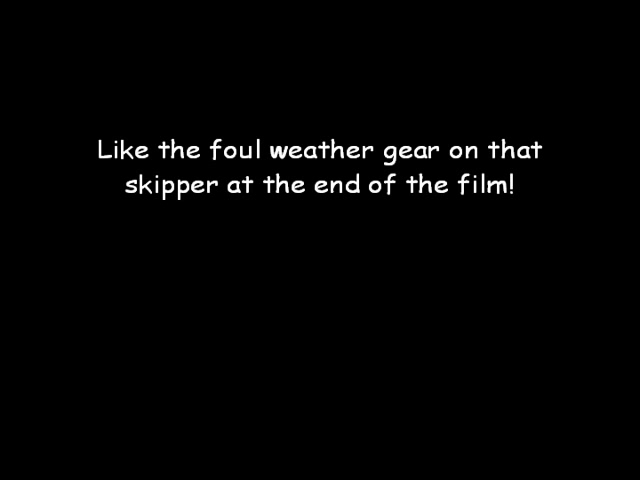 Like the foul weather gear on that
skipper at the end of the film!